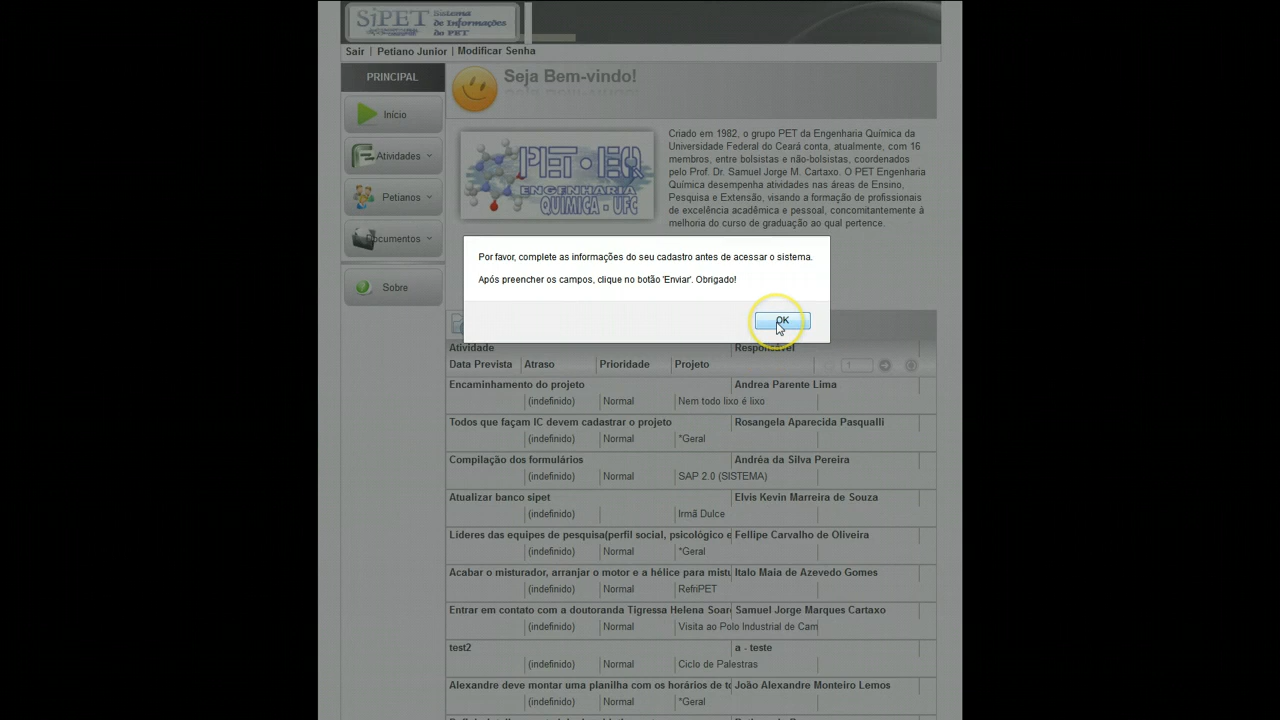 SiPET Sistema
de Informações
do PET
Sair | Petiano Junior | Modificar Senha
PRINCIPAL
Seja Bem-vindo!
Início
Atividades
Petianos
Documentos
Sobre
PET • EQ
ENGENHARIA
QUÍMICA - UFC
Criado em 1982, o grupo PET da Engenharia Química da
Universidade Federal do Ceará conta, atualmente, com 16
membros, entre bolsistas e não-bolsistas, coordenados
pelo Prof. Dr. Samuel Jorge M. Cartaxo. O PET Engenharia
Química desempenha atividades nas áreas de Ensino,
Pesquisa e Extensão, visando a formação de profissionais
de excelência acadêmica e pessoal, concomitantemente à
melhoria do curso de graduação ao qual pertence.
Por favor, complete as informações do seu cadastro antes de acessar o sistema.
Após preencher os campos, clique no botão 'Enviar'. Obrigado!
OK
Atividade Responsável
Data Prevista Atraso Prioridade Projeto 1
Encaminhamento do projeto Andrea Parente Lima
(indefinido) Normal Nem todo lixo é lixo
Todos que façam IC devem cadastrar o projeto Rosangela Aparecida Pasqualli
(indefinido) Normal *Geral
Compilação dos formulários Andréa da Silva Pereira
(indefinido) Normal SAP 2.0 (SISTEMA)
Atualizar banco sipet Elvis Kevin Marreira de Souza
(indefinido) Irmã Dulce
Líderes das equipes de pesquisa(perfil social, psicológico e Fellipe Carvalho de Oliveira
(indefinido) Normal *Geral
Acabar o misturador, arranjar o motor e a hélice para mistu Italo Maia de Azevedo Gomes
(indefinido) Normal RefriPET
Entrar em contato com a doutoranda Tigressa Helena Soar Samuel Jorge Marques Cartaxo
(indefinido) Normal Visita ao Polo Industrial de Cam
test2 a - teste
(indefinido) Normal Ciclo de Palestras
Alexandre deve montar uma planilha com os horários de to João Alexandre Monteiro Lemos
(indefinido) Normal *Geral